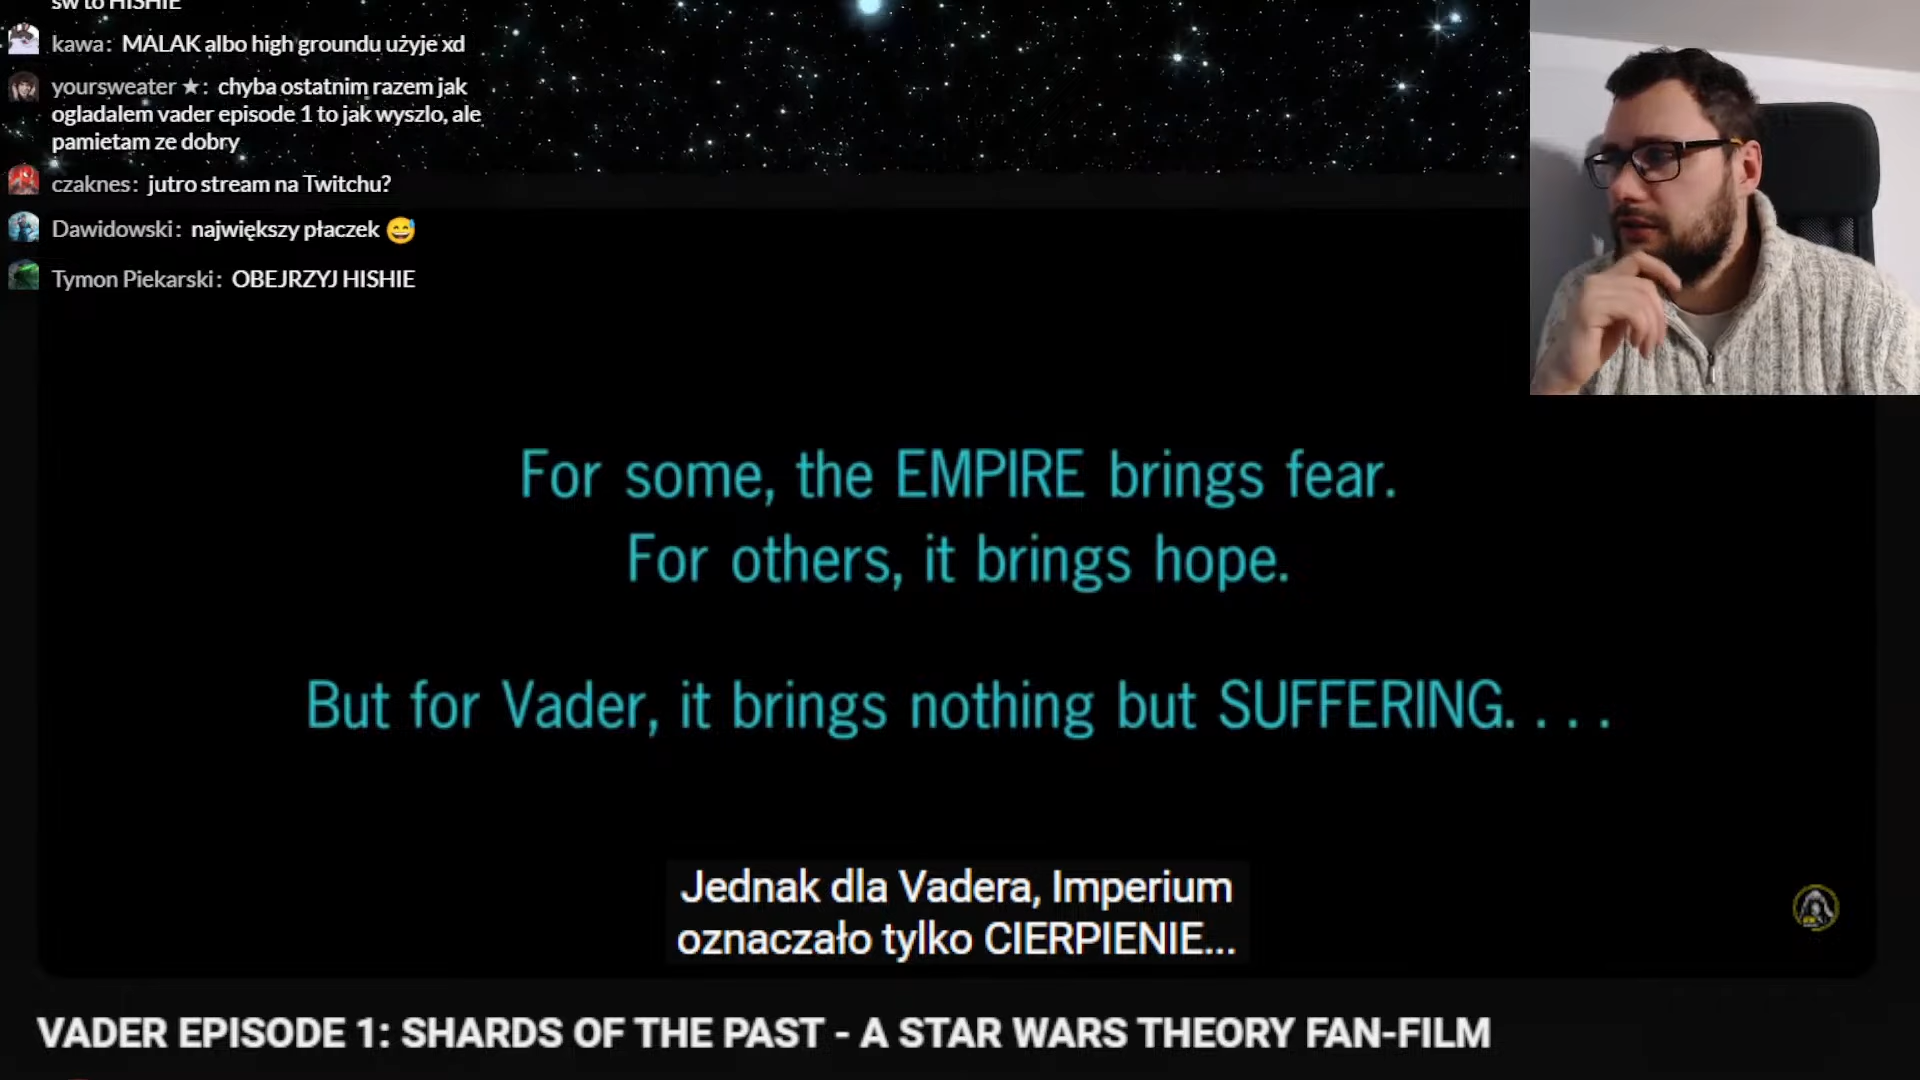 sw to HISHIE
kawa: MALAK albo high groundu użyje xd
yoursweater ★: chyba ostatnim razem jak
ogladalem vader episode 1 to jak wyszlo, ale
pamietam ze dobry
czaknes: jutro stream na Twitchu?
Dawidowski: największy płaczek 😅
Tymon Piekarski: OBEJRZYJ HISHIE
For some, the EMPIRE brings fear.
For others, it brings hope.
But for Vader, it brings nothing but SUFFERING. . . .
Jednak dla Vadera, Imperium
oznaczało tylko CIERPIENIE...
VADER EPISODE 1: SHARDS OF THE PAST - A STAR WARS THEORY FAN-FILM